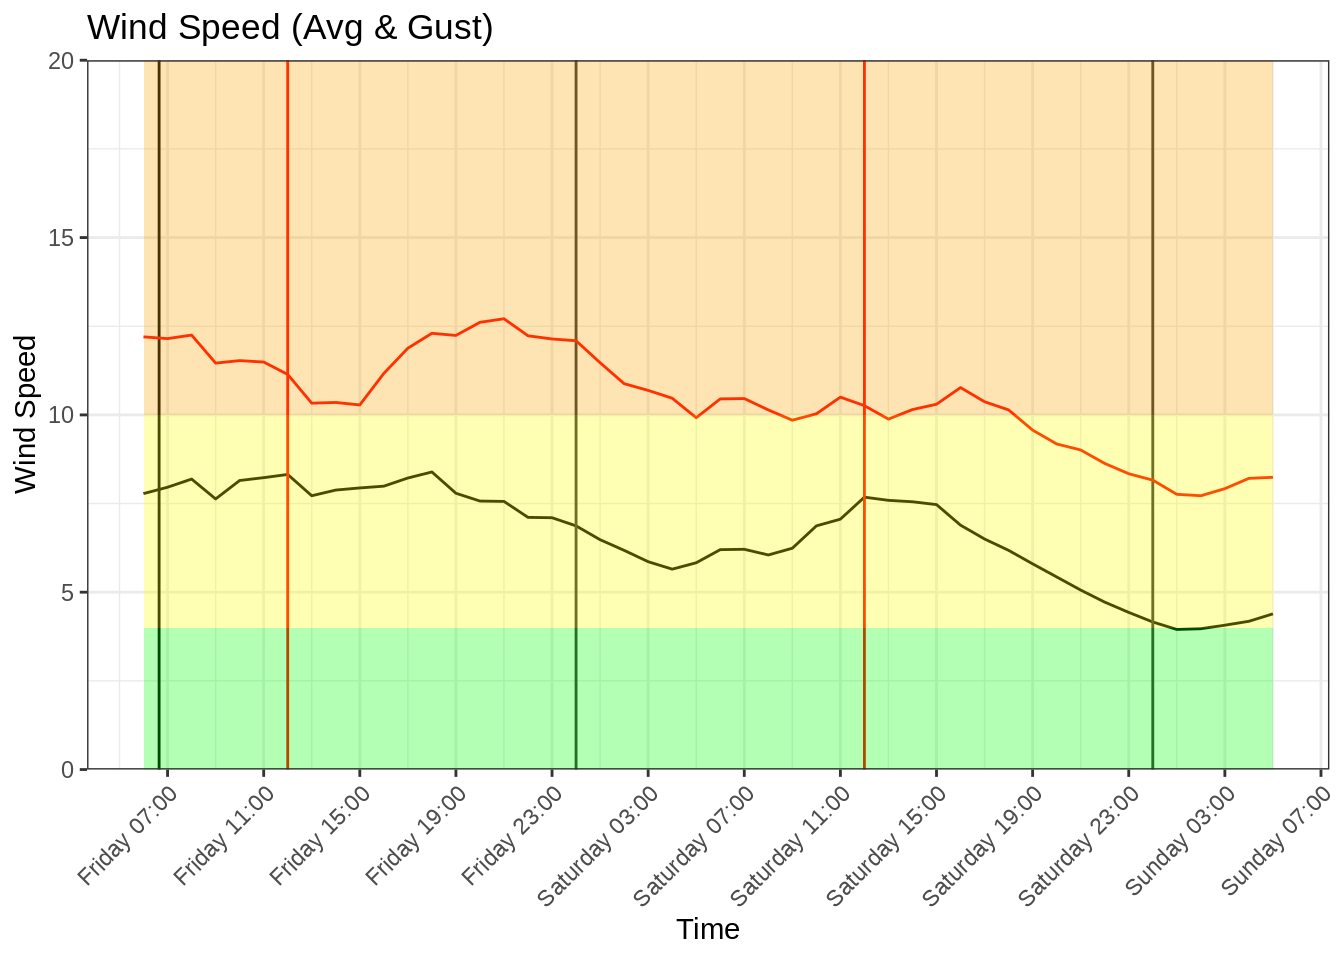 Wind Speed (Avg & Gust)
Wind Speed
20
15
10
5
0
Friday 07:00
Friday 11:00
Friday 15:00
Friday 19:00
Friday 23:00
Saturday 03:00
Saturday 07:00
Saturday 11:00
Saturday 15:00
Saturday 19:00
Saturday 23:00
Sunday 03:00
Sunday 07:00
Time